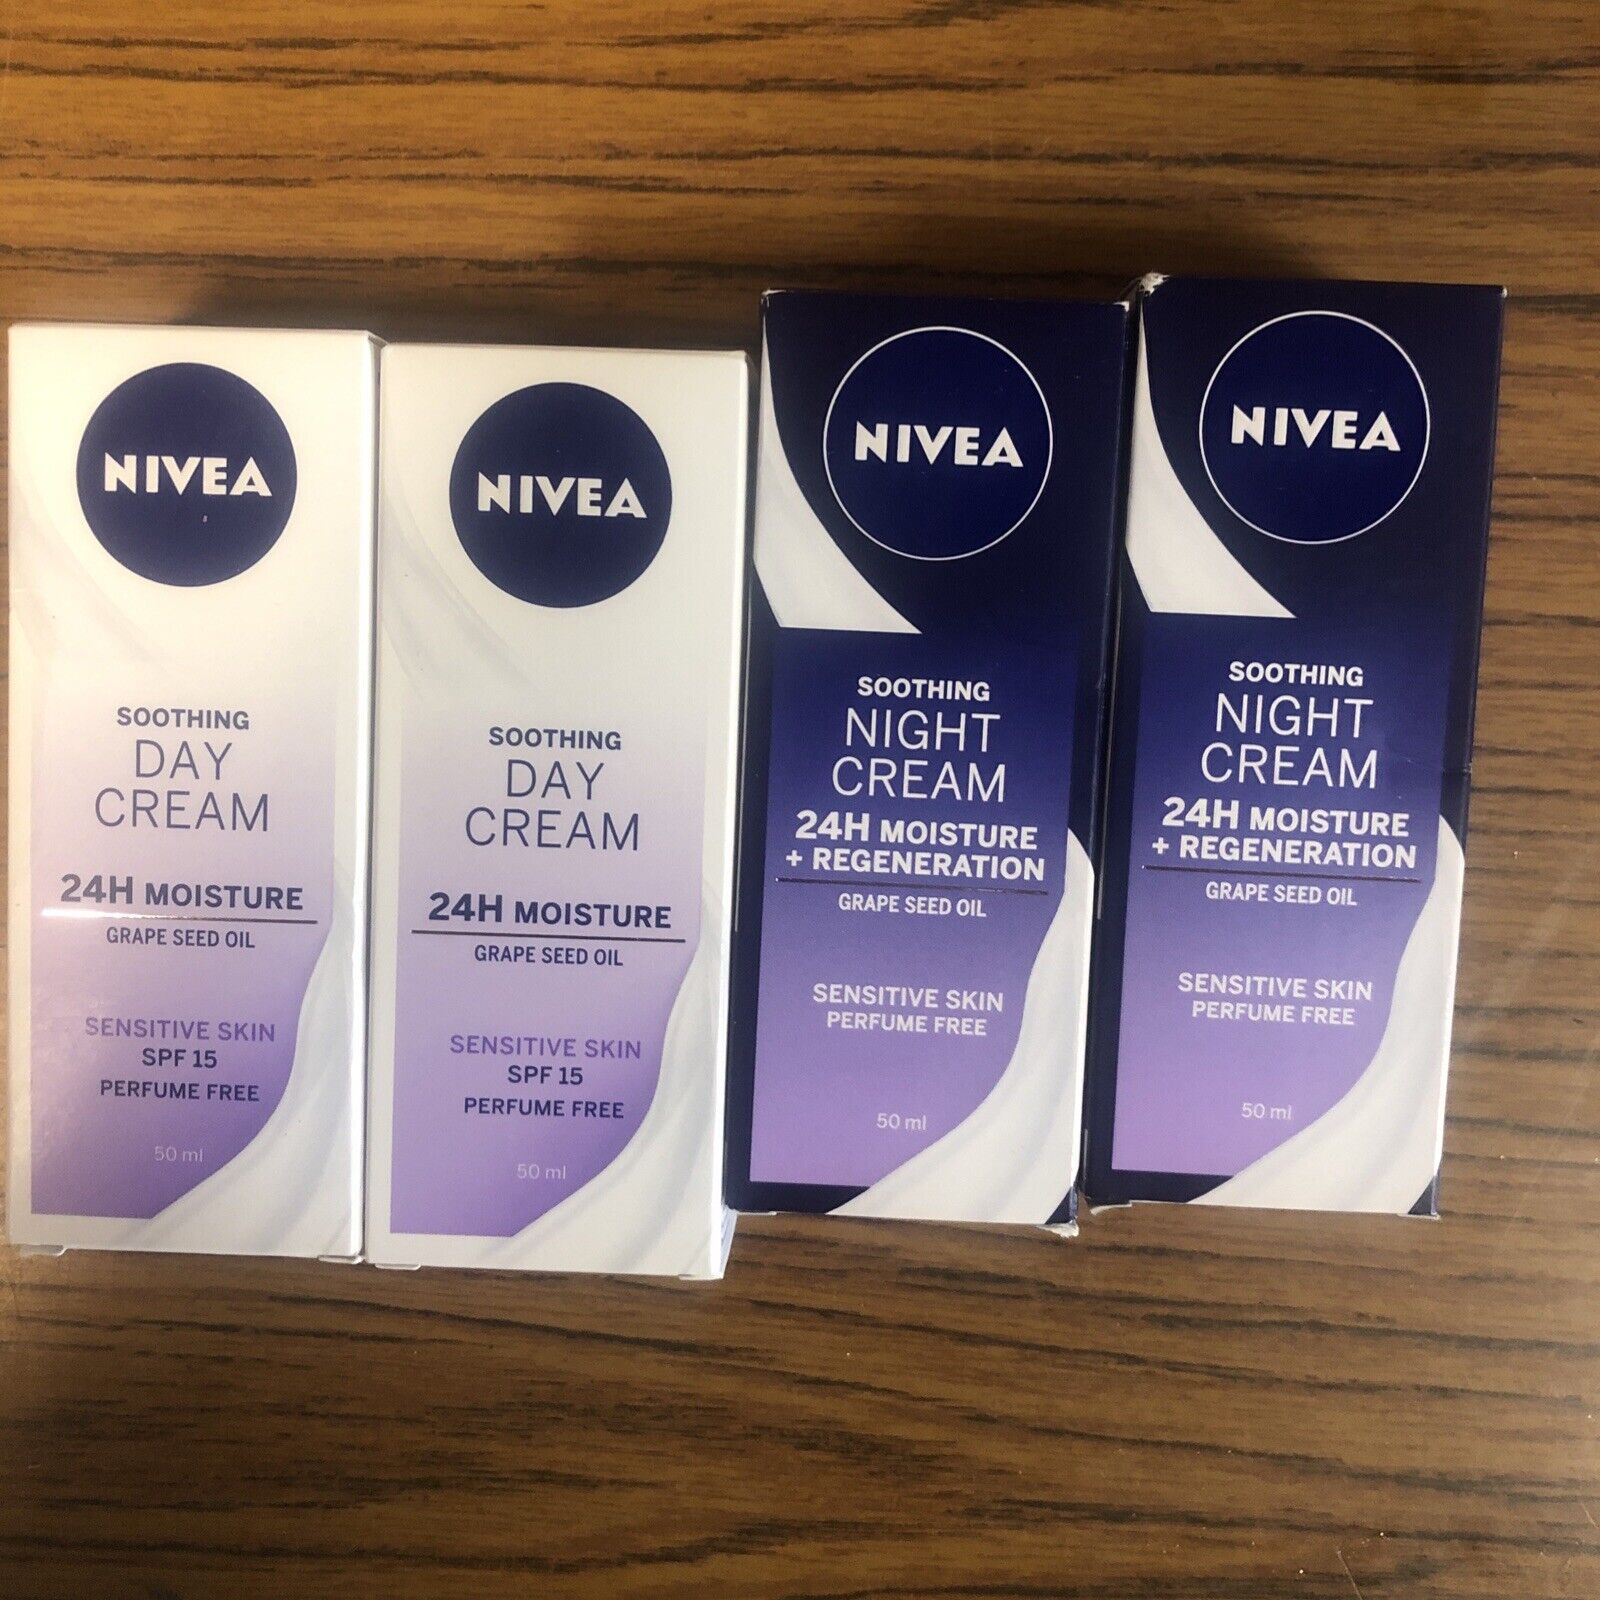 NIVEA
SOOTHING
DAY
CREAM
24H MOISTURE
GRAPE SEED OIL
SENSITIVE SKIN
SPF 15
PERFUME FREE
50 ml
NIVEA
SOOTHING
DAY
CREAM
24H MOISTURE
GRAPE SEED OIL
SENSITIVE SKIN
SPF 15
PERFUME FREE
50 ml
NIVEA
SOOTHING
NIGHT
CREAM
24H MOISTURE
+ REGENERATION
GRAPE SEED OIL
SENSITIVE SKIN
PERFUME FREE
50 ml
NIVEA
SOOTHING
NIGHT
CREAM
24H MOISTURE
+ REGENERATION
GRAPE SEED OIL
SENSITIVE SKIN
PERFUME FREE
50 ml